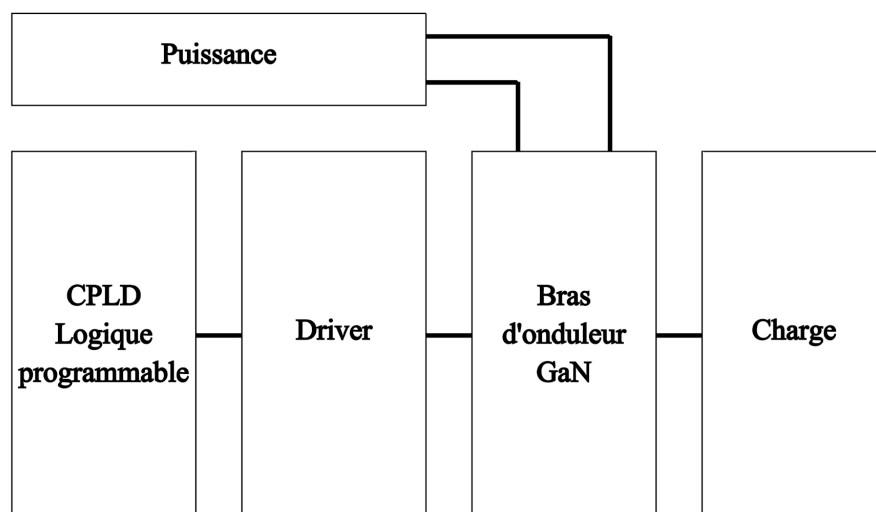 Puissance
CPLD
Logique
programmable
Driver
Bras
d'onduleur
GaN
Charge